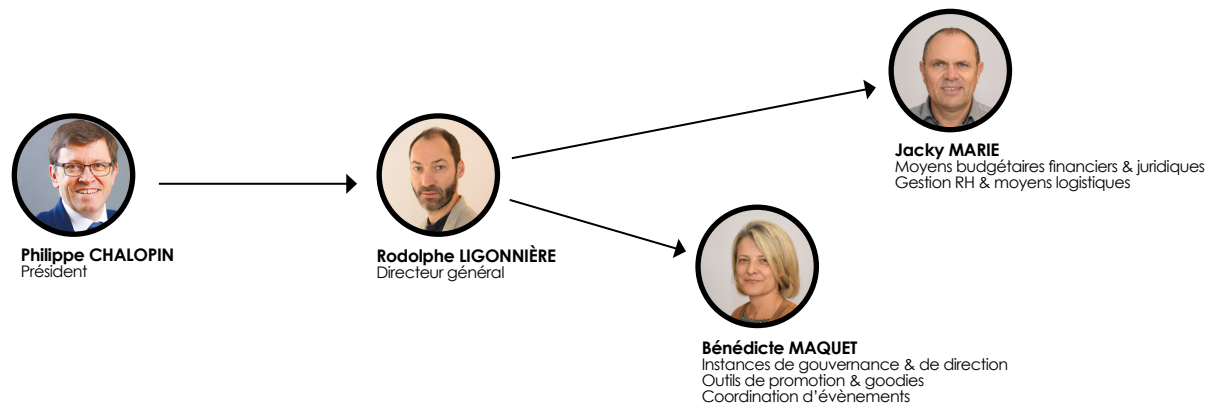 Philippe CHALOPIN
Président
Rodolphe LIGONNIÈRE
Directeur général
Jacky MARIE
Moyens budgétaires financiers & juridiques
Gestion RH & moyens logistiques
Bénédicte MAQUET
Instances de gouvernance & de direction
Outils de promotion & goodies
Coordination d'évènements